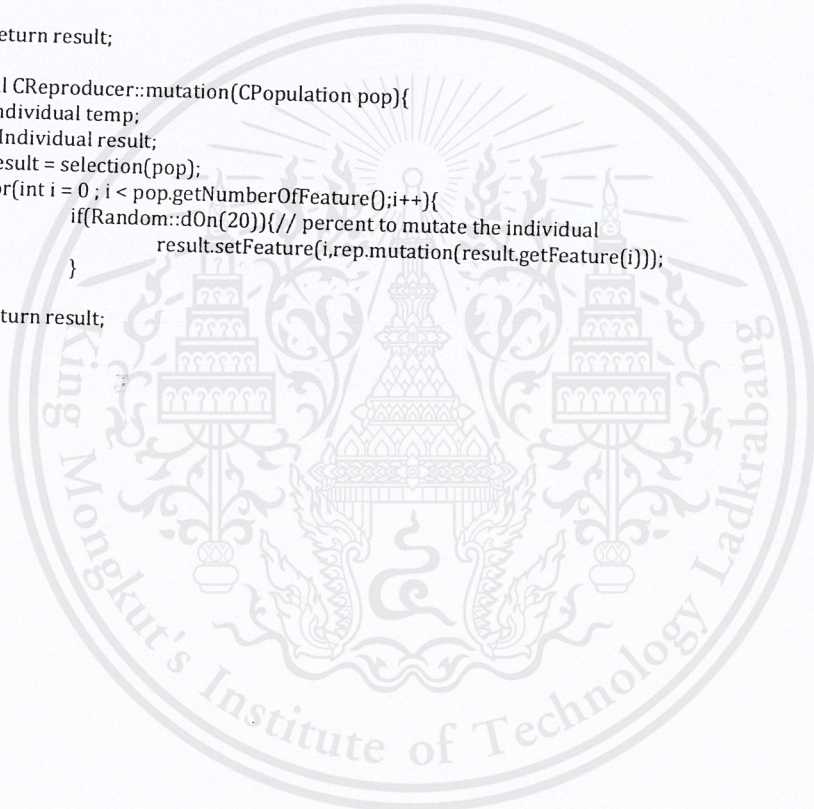 eturn result;
l CReproducer::mutation(CPopulation pop){
ndividual temp;
Individual result;
esult = selection(pop);
or(int i = 0 ; i < pop.getNumberOfFeature();i++){
if(Random::dOn(20)){// percent to mutate the individual
result.setFeature(i,rep.mutation(result.getFeature(i)));
}
turn result;
King Mongkut's Institute of Technology Ladkrabang